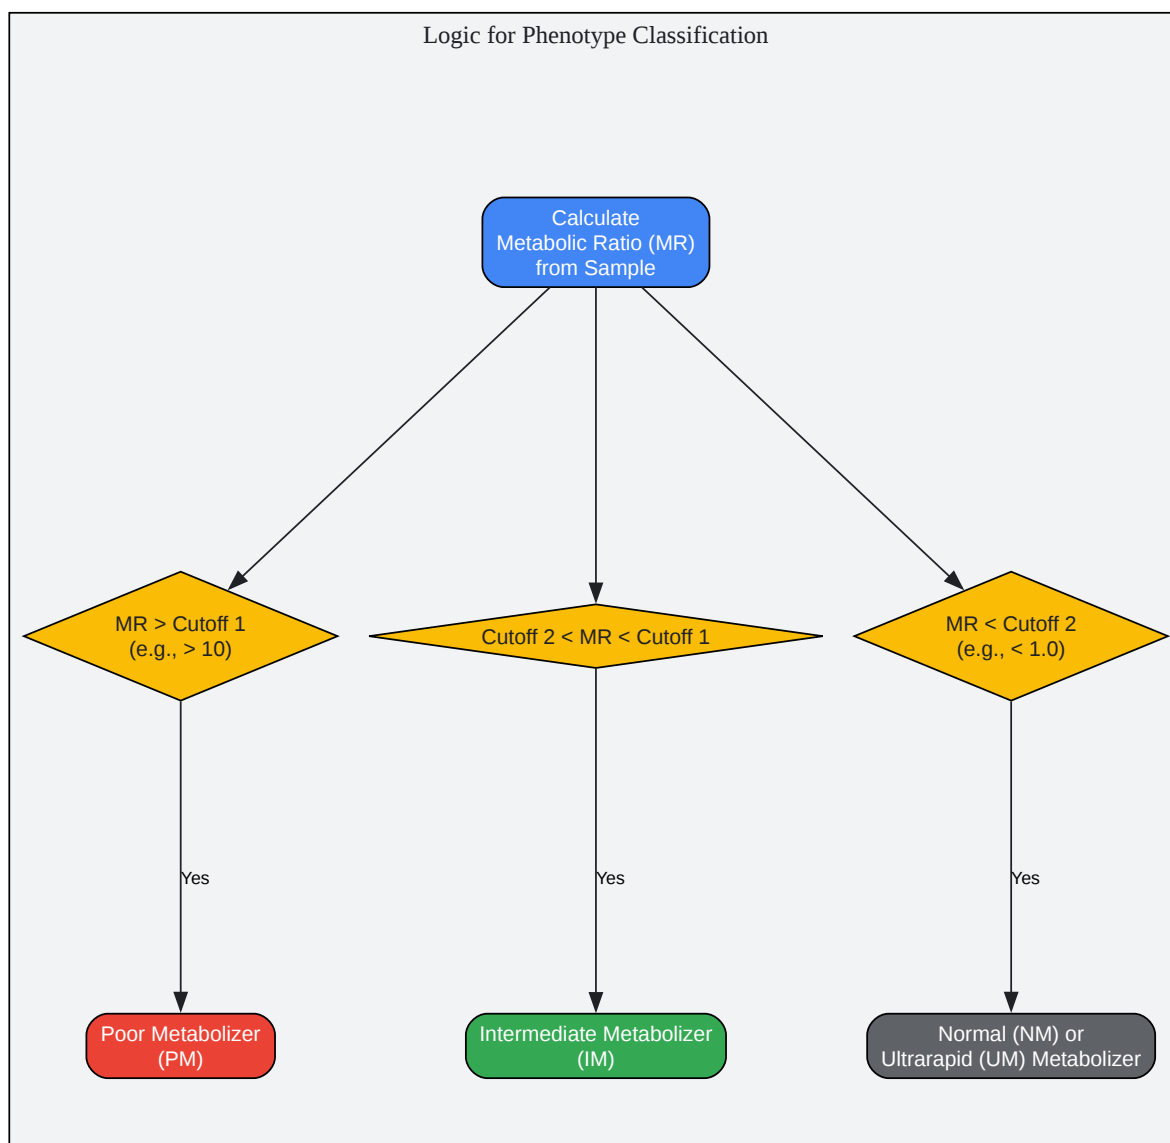 Logic for Phenotype Classification
Calculate
Metabolic Ratio (MR)
from Sample
MR > Cutoff 1
(e.g., > 10)
Cutoff 2 < MR < Cutoff 1
MR < Cutoff 2
(e.g., < 1.0)
Yes
Yes
Yes
Poor Metabolizer
(PM)
Intermediate Metabolizer
(IM)
Normal (NM) or
Ultrarapid (UM) Metabolizer